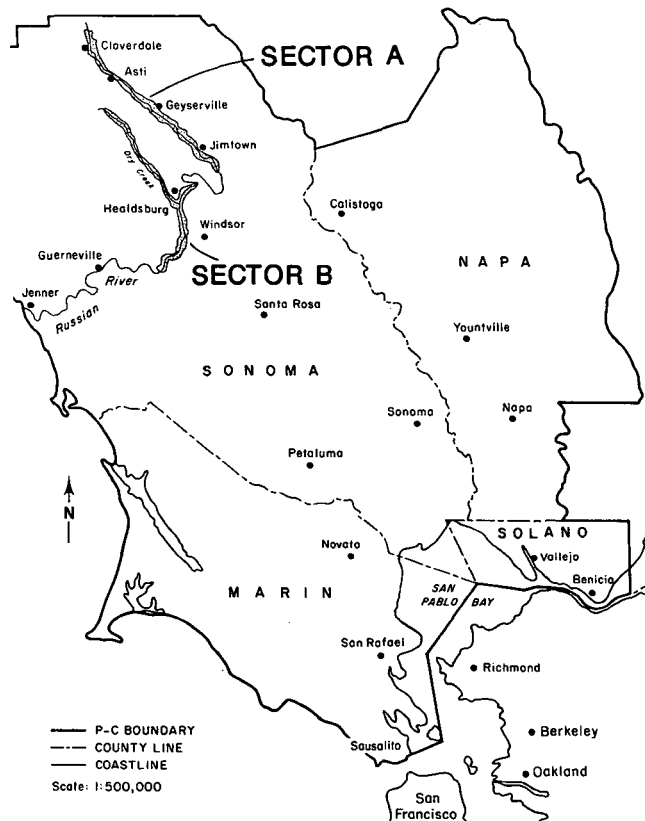 Cloverdale
SECTOR A
Asti
Geyserville
Jimtown
Dry Creek
Healdsburg
Calistoga
Windsor
Guerneville
NAPA
SECTOR B
River
Jenner
Russian
Santa Rosa
Yountville
SONOMA
Sonoma
Napa
Petaluma
N
SOLANO
Novato
Vallejo
Benicia
MARIN
SAN
PABLO BAY
San Rafael
Richmond
P-C BOUNDARY
COUNTY LINE
COASTLINE
Scale: 1:500,000
Sausalito
Berkeley
Oakland
San
Francisco